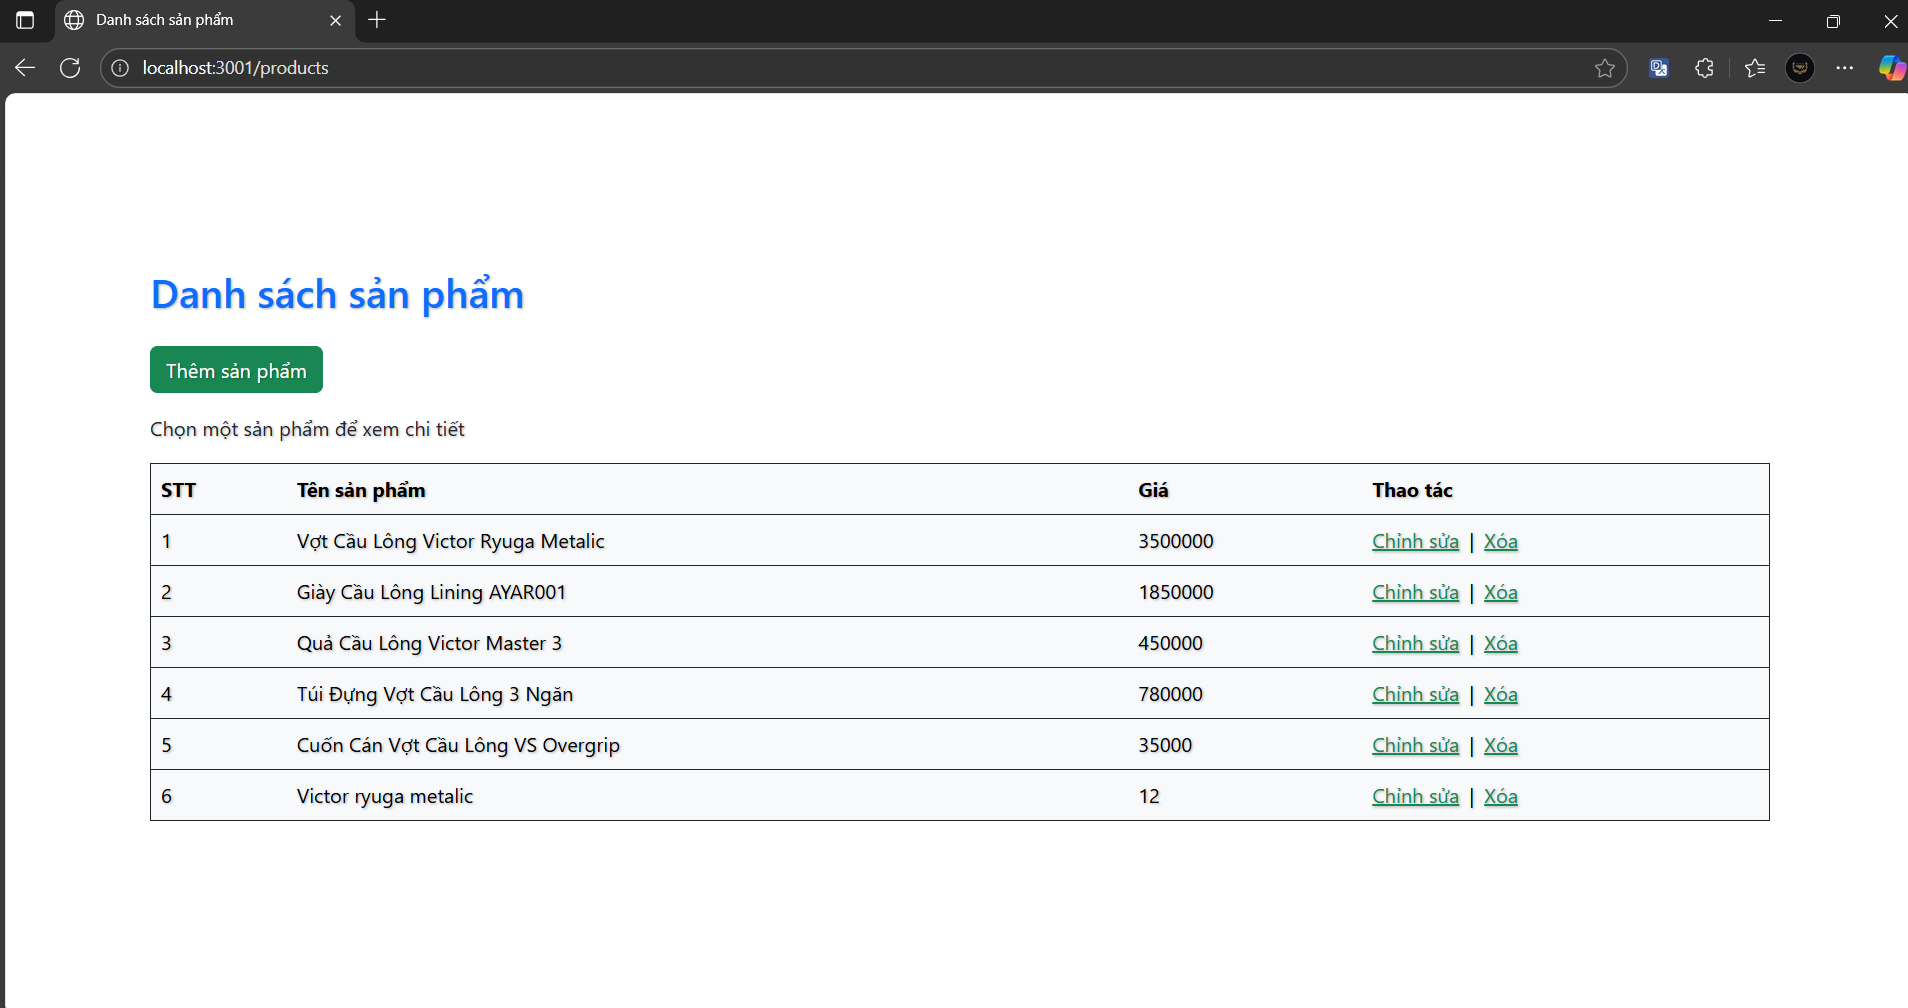 Danh sách sản phẩm
localhost:3001/products
Danh sách sản phẩm
Thêm sản phẩm
Chọn một sản phẩm để xem chi tiết
STT Tên sản phẩm Giá Thao tác
1 Vợt Cầu Lông Victor Ryuga Metalic 3500000 Chỉnh sửa | Xóa
2 Giày Cầu Lông Lining AYAR001 1850000 Chỉnh sửa | Xóa
3 Quả Cầu Lông Victor Master 3 450000 Chỉnh sửa | Xóa
4 Túi Đựng Vợt Cầu Lông 3 Ngăn 780000 Chỉnh sửa | Xóa
5 Cuốn Cán Vợt Cầu Lông VS Overgrip 35000 Chỉnh sửa | Xóa
6 Victor ryuga metalic 12 Chỉnh sửa | Xóa